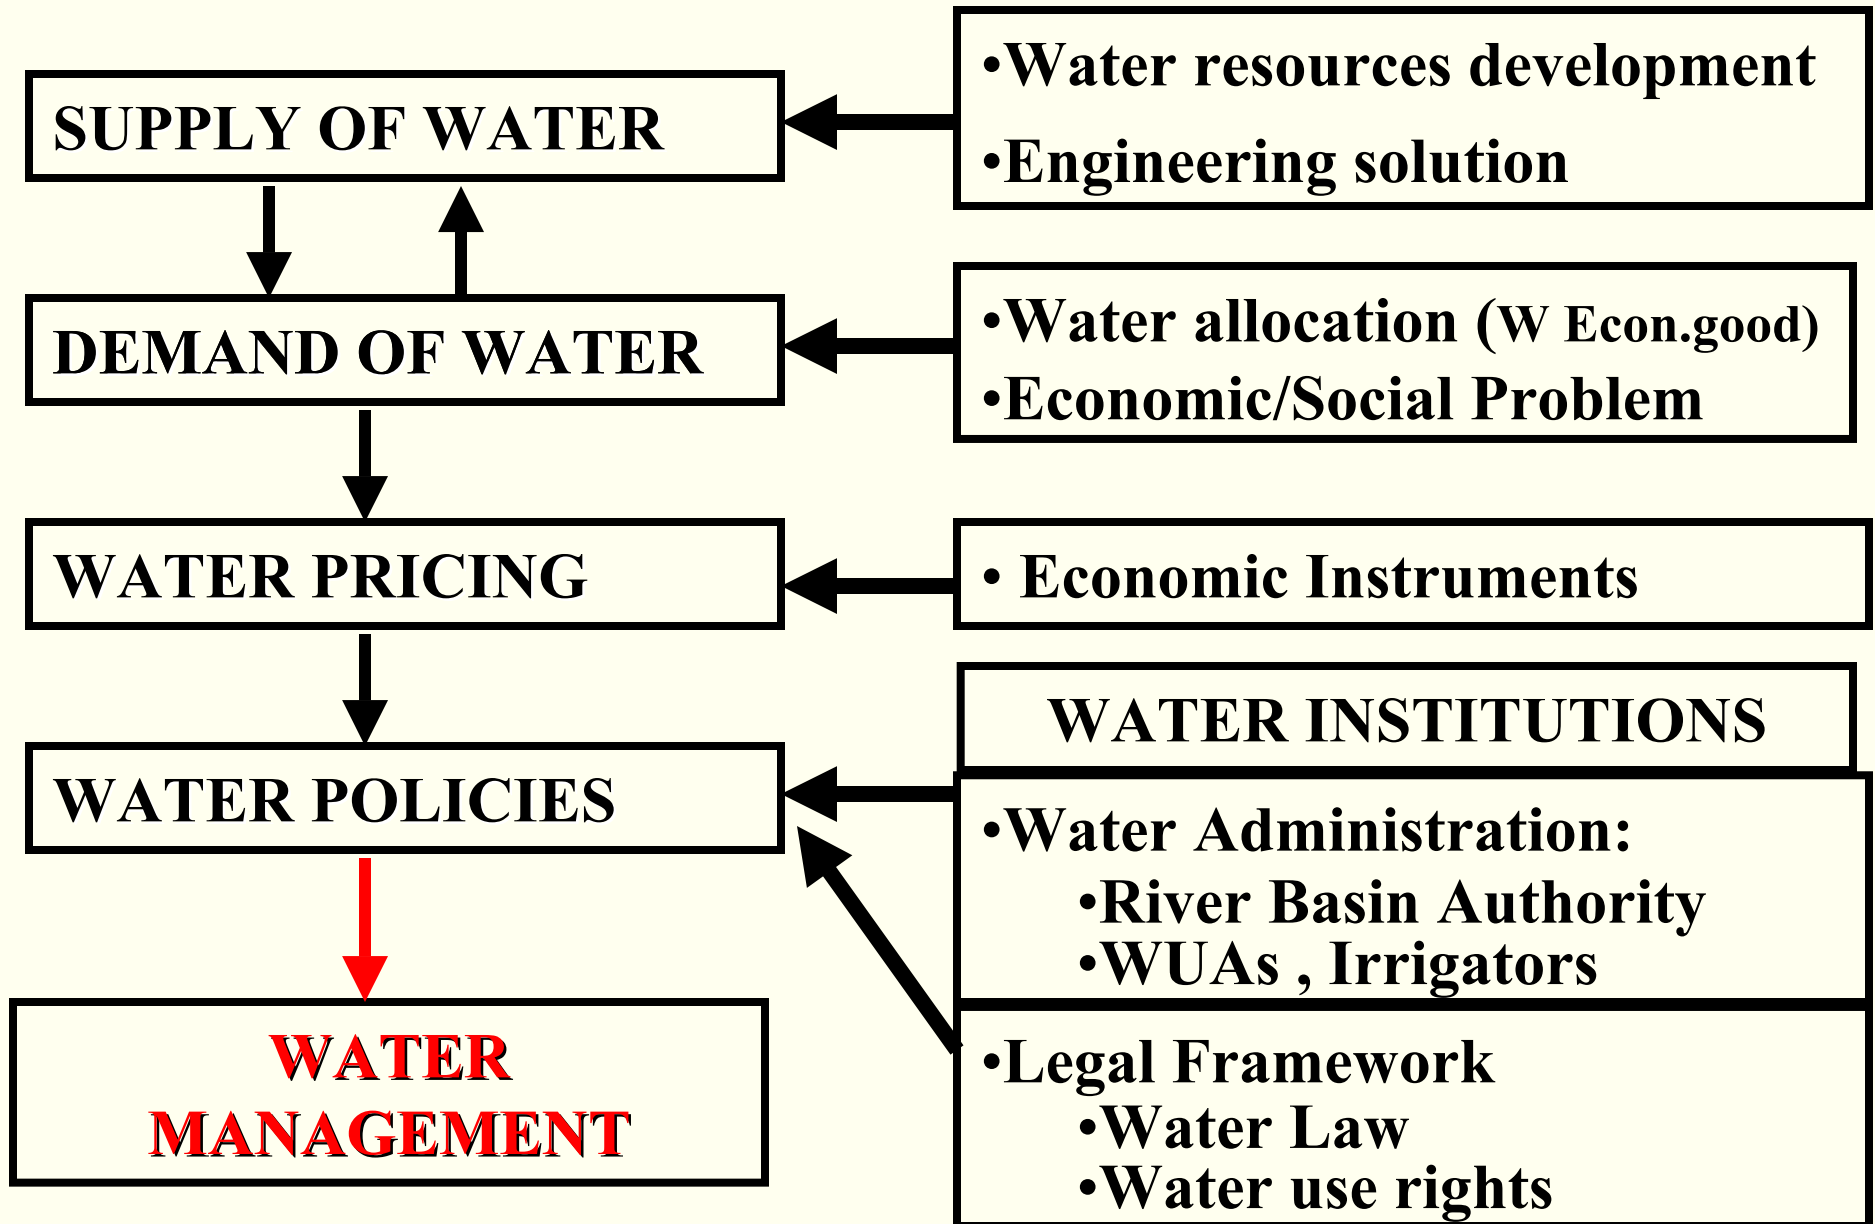 SUPPLY OF WATER
•Water resources development
•Engineering solution
DEMAND OF WATER
•Water allocation (W Econ.good)
•Economic/Social Problem
WATER PRICING
• Economic Instruments
WATER POLICIES
WATER INSTITUTIONS
•Water Administration:
•River Basin Authority
•WUAs , Irrigators
WATER
MANAGEMENT
•Legal Framework
•Water Law
•Water use rights